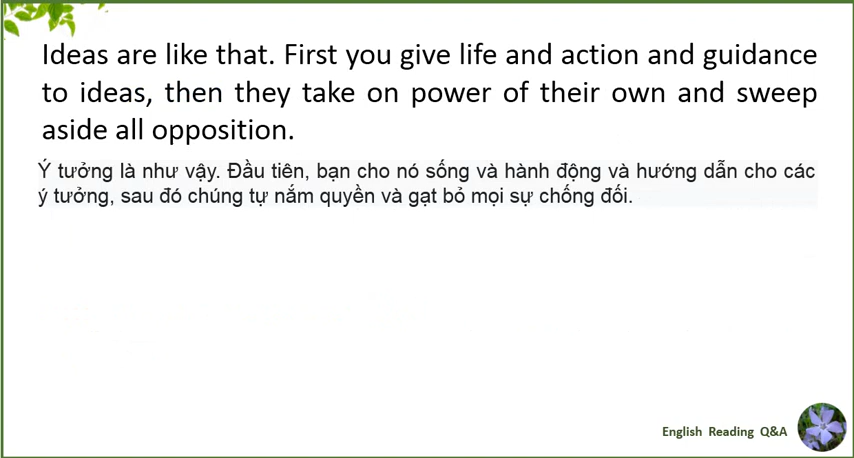 Ideas are like that. First you give life and action and guidance
to ideas, then they take on power of their own and sweep
aside all opposition.
Ý tưởng là như vậy. Đầu tiên, bạn cho nó sống và hành động và hướng dẫn cho các
ý tưởng, sau đó chúng tự nắm quyền và gạt bỏ mọi sự chống đối.
English Reading Q&A